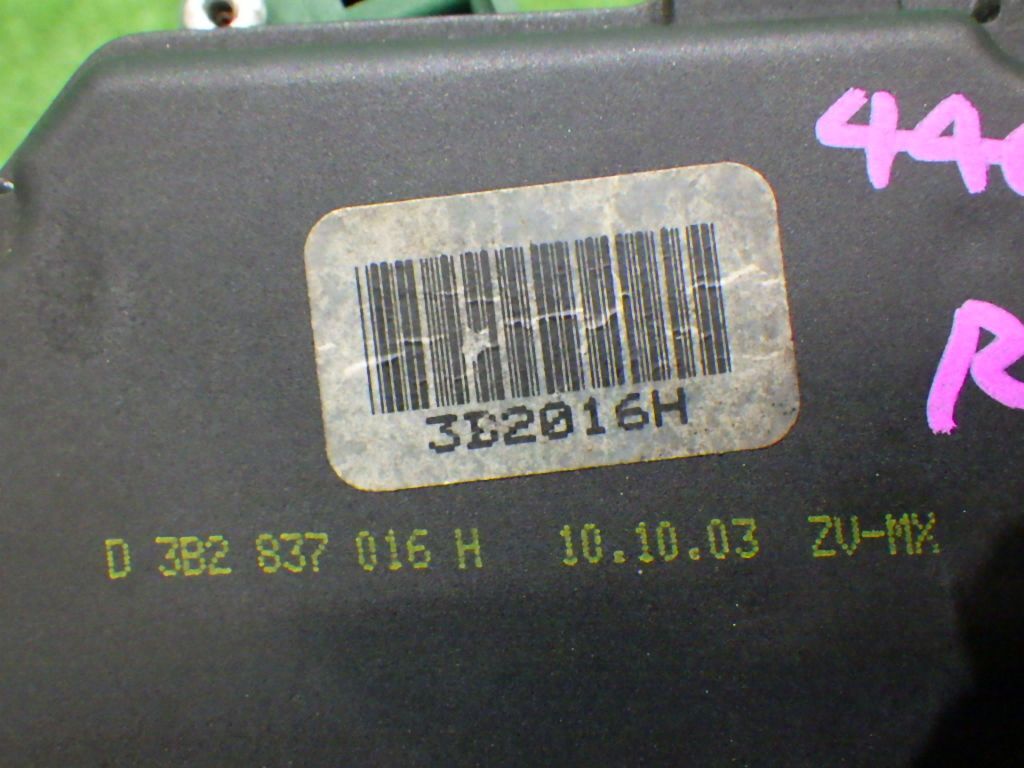 44
R
3B2016H
D 3B2 837 016 H 10.10.03 ZV-MX